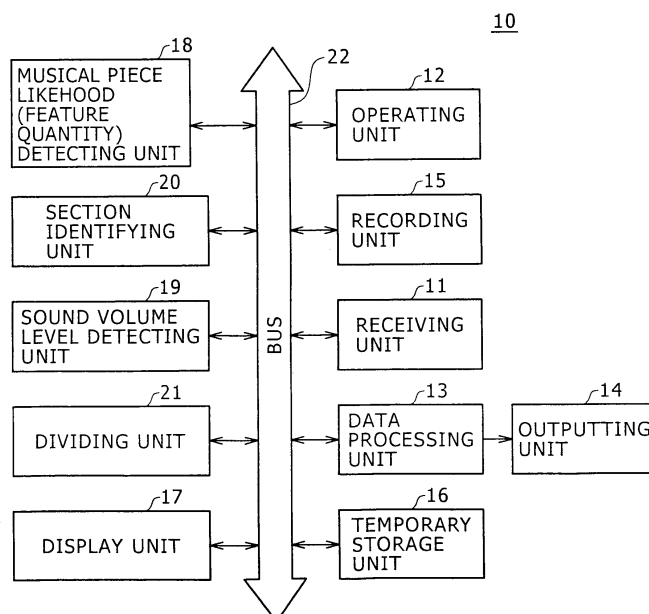 10
18
MUSICAL PIECE
LIKEHOOD
(FEATURE
QUANTITY)
DETECTING UNIT
20
SECTION
IDENTIFYING
UNIT
19
SOUND VOLUME
LEVEL DETECTING
UNIT
21
DIVIDING UNIT
17
DISPLAY UNIT
22
BUS
12
OPERATING
UNIT
15
RECORDING
UNIT
11
RECEIVING
UNIT
13
DATA
PROCESSING
UNIT
14
OUTPUTTING
UNIT
16
TEMPORARY
STORAGE
UNIT